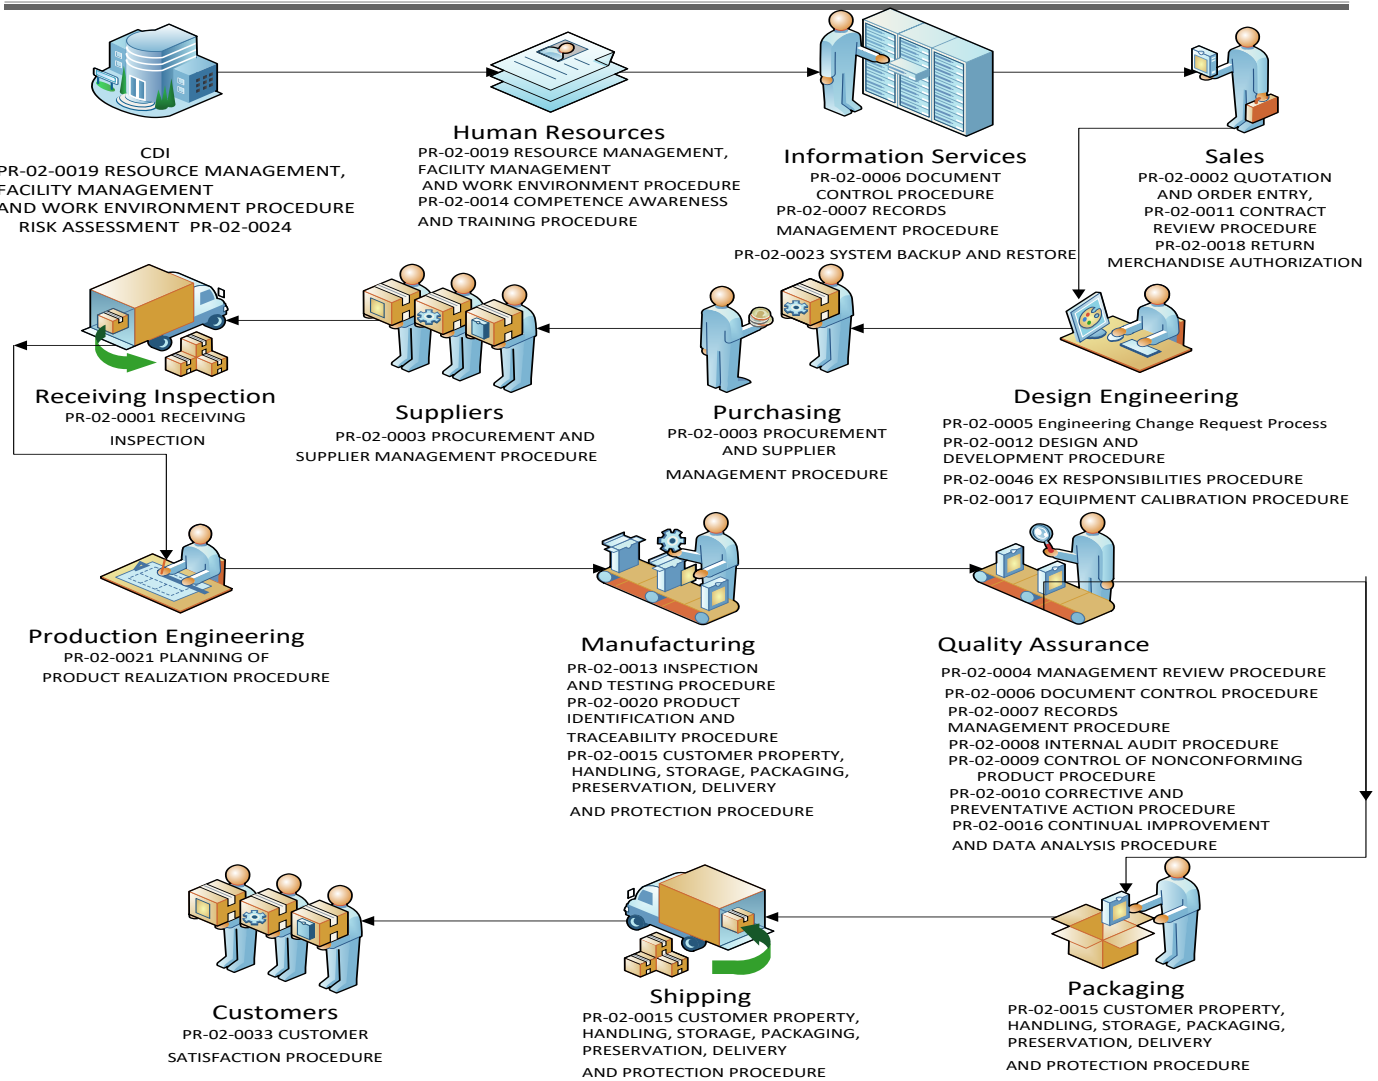 CDI
PR-02-0019 RESOURCE MANAGEMENT,
FACILITY MANAGEMENT
AND WORK ENVIRONMENT PROCEDURE
RISK ASSESSMENT PR-02-0024
Human Resources
PR-02-0019 RESOURCE MANAGEMENT,
FACILITY MANAGEMENT
AND WORK ENVIRONMENT PROCEDURE
PR-02-0014 COMPETENCE AWARENESS
AND TRAINING PROCEDURE
Information Services
PR-02-0006 DOCUMENT
CONTROL PROCEDURE
PR-02-0007 RECORDS
MANAGEMENT PROCEDURE
PR-02-0023 SYSTEM BACKUP AND RESTORE
Sales
PR-02-0002 QUOTATION
AND ORDER ENTRY,
PR-02-0011 CONTRACT
REVIEW PROCEDURE
PR-02-0018 RETURN
MERCHANDISE AUTHORIZATION
Receiving Inspection
PR-02-0001 RECEIVING
INSPECTION
Suppliers
PR-02-0003 PROCUREMENT AND
SUPPLIER MANAGEMENT PROCEDURE
Purchasing
PR-02-0003 PROCUREMENT
AND SUPPLIER
MANAGEMENT PROCEDURE
Design Engineering
PR-02-0005 Engineering Change Request Process
PR-02-0012 DESIGN AND
DEVELOPMENT PROCEDURE
PR-02-0046 EX RESPONSIBILITIES PROCEDURE
PR-02-0017 EQUIPMENT CALIBRATION PROCEDURE
Production Engineering
PR-02-0021 PLANNING OF
PRODUCT REALIZATION PROCEDURE
Manufacturing
PR-02-0013 INSPECTION
AND TESTING PROCEDURE
PR-02-0020 PRODUCT
IDENTIFICATION AND
TRACEABILITY PROCEDURE
PR-02-0015 CUSTOMER PROPERTY,
HANDLING, STORAGE, PACKAGING,
PRESERVATION, DELIVERY
AND PROTECTION PROCEDURE
Quality Assurance
PR-02-0004 MANAGEMENT REVIEW PROCEDURE
PR-02-0006 DOCUMENT CONTROL PROCEDURE
PR-02-0007 RECORDS
MANAGEMENT PROCEDURE
PR-02-0008 INTERNAL AUDIT PROCEDURE
PR-02-0009 CONTROL OF NONCONFORMING
PRODUCT PROCEDURE
PR-02-0010 CORRECTIVE AND
PREVENTATIVE ACTION PROCEDURE
PR-02-0016 CONTINUAL IMPROVEMENT
AND DATA ANALYSIS PROCEDURE
Customers
PR-02-0033 CUSTOMER
SATISFACTION PROCEDURE
Shipping
PR-02-0015 CUSTOMER PROPERTY,
HANDLING, STORAGE, PACKAGING,
PRESERVATION, DELIVERY
AND PROTECTION PROCEDURE
Packaging
PR-02-0015 CUSTOMER PROPERTY,
HANDLING, STORAGE, PACKAGING,
PRESERVATION, DELIVERY
AND PROTECTION PROCEDURE